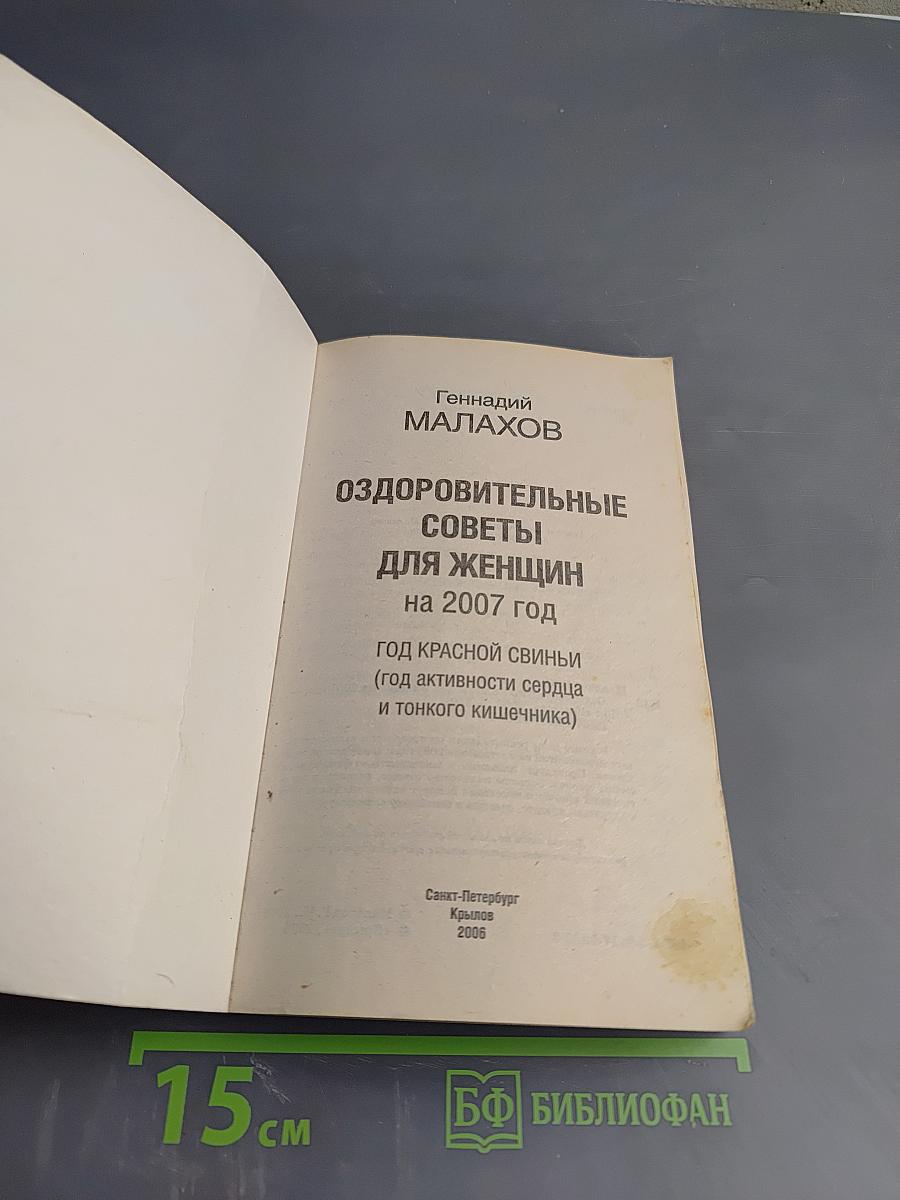 Геннадий
МАЛАХОВ
ОЗДОРОВИТЕЛЬНЫЕ
СОВЕТЫ
ДЛЯ ЖЕНЩИН
на 2007 год
ГОД КРАСНОЙ СВИНЬИ
(год активности сердца
и тонкого кишечника)
Санкт-Петербург
Крылов
2006
15 см
БФ БИБЛИОФАН